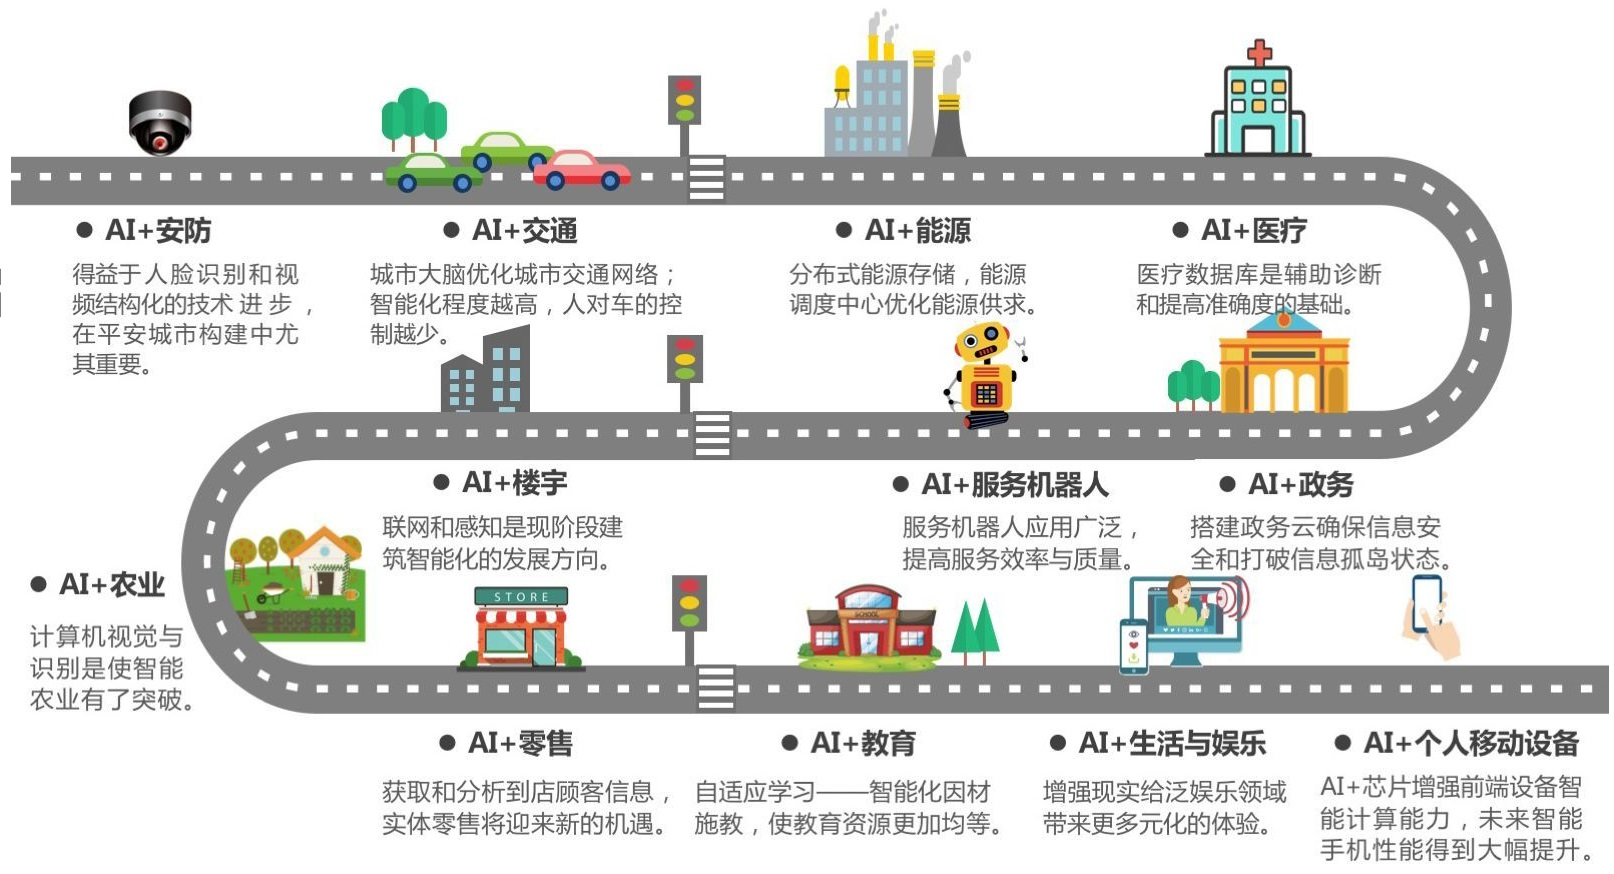 AI+安防
得益于人脸识别和视
频结构化的技术进步，
在平安城市构建中尤
其重要。
AI+交通
城市大脑优化城市交通网络；
智能化程度越高，人对车的控
制越少。
AI+能源
分布式能源存储，能源
调度中心优化能源供求。
AI+医疗
医疗数据库是辅助诊断
和提高准确度的基础。
AI+楼宇
联网和感知是现阶段建
筑智能化的发展方向。
AI+服务机器人
服务机器人应用广泛，
提高服务效率与质量。
AI+政务
搭建政务云确保信息安
全和打破信息孤岛状态。
AI+农业
计算机视觉与
识别是使智能
农业有了突破。
STORE
SCHOOL
AI+零售
获取和分析到店顾客信息，
实体零售将迎来新的机遇。
AI+教育
自适应学习——智能化因材
施教，使教育资源更加均等。
AI+生活与娱乐
增强现实给泛娱乐领域
带来更多元化的体验。
AI+个人移动设备
AI+芯片增强前端设备智
能计算能力，未来智能
手机性能得到大幅提升。